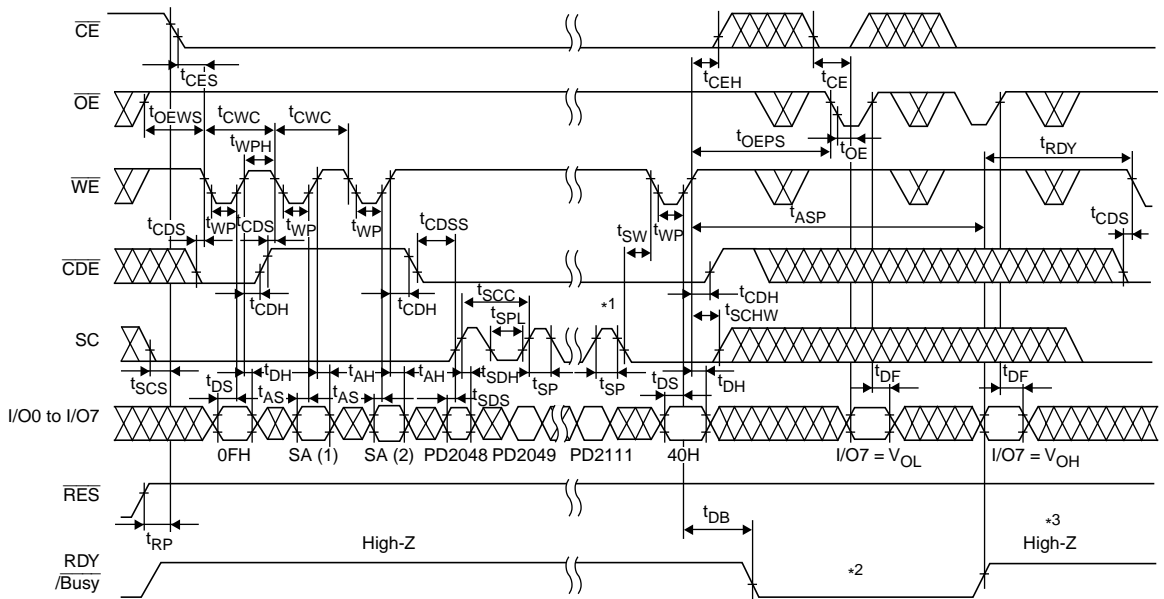 CE
tCES
tCEH
tCE
OE
tOEWS
tCWC
tCWC
tWPH
tOEPS
tOE
tRDY
WE
tCDS
tWP
tCDS
tWP
tWP
tCDSS
tSW
tWP
tASP
tCDS
CDE
tCDH
tCDH
tSCC
*1
tCDH
tSPL
tSCHW
SC
tSCS
tDS
tDH
tAS
tAH
tAS
tAH
tSDH
tSDS
tSP
tSP
tDS
tDH
tDF
tDF
I/O0 to I/O7
0FH
SA (1)
SA (2)
PD2048
PD2049
PD2111
40H
I/O7 = VOL
I/O7 = VOH
RES
tRP
tDB
*3
High-Z
High-Z
RDY
/Busy
*2